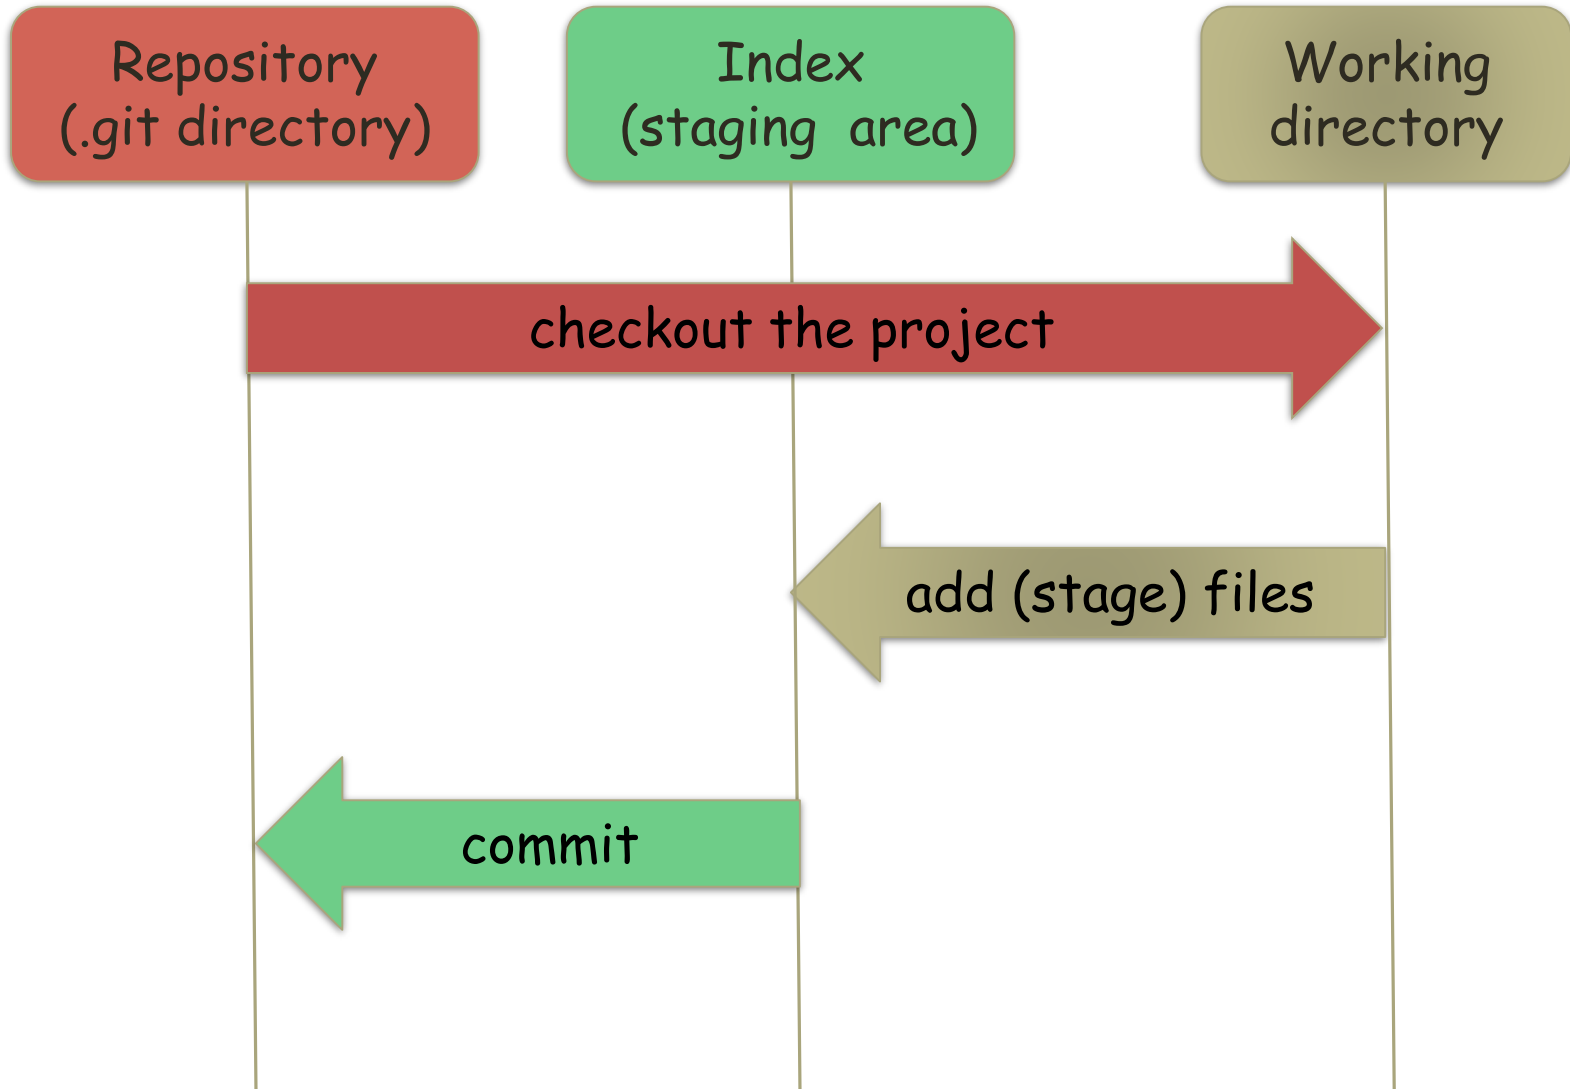 Repository
(.git directory)
Index
(staging area)
Working
directory
checkout the project
add (stage) files
commit